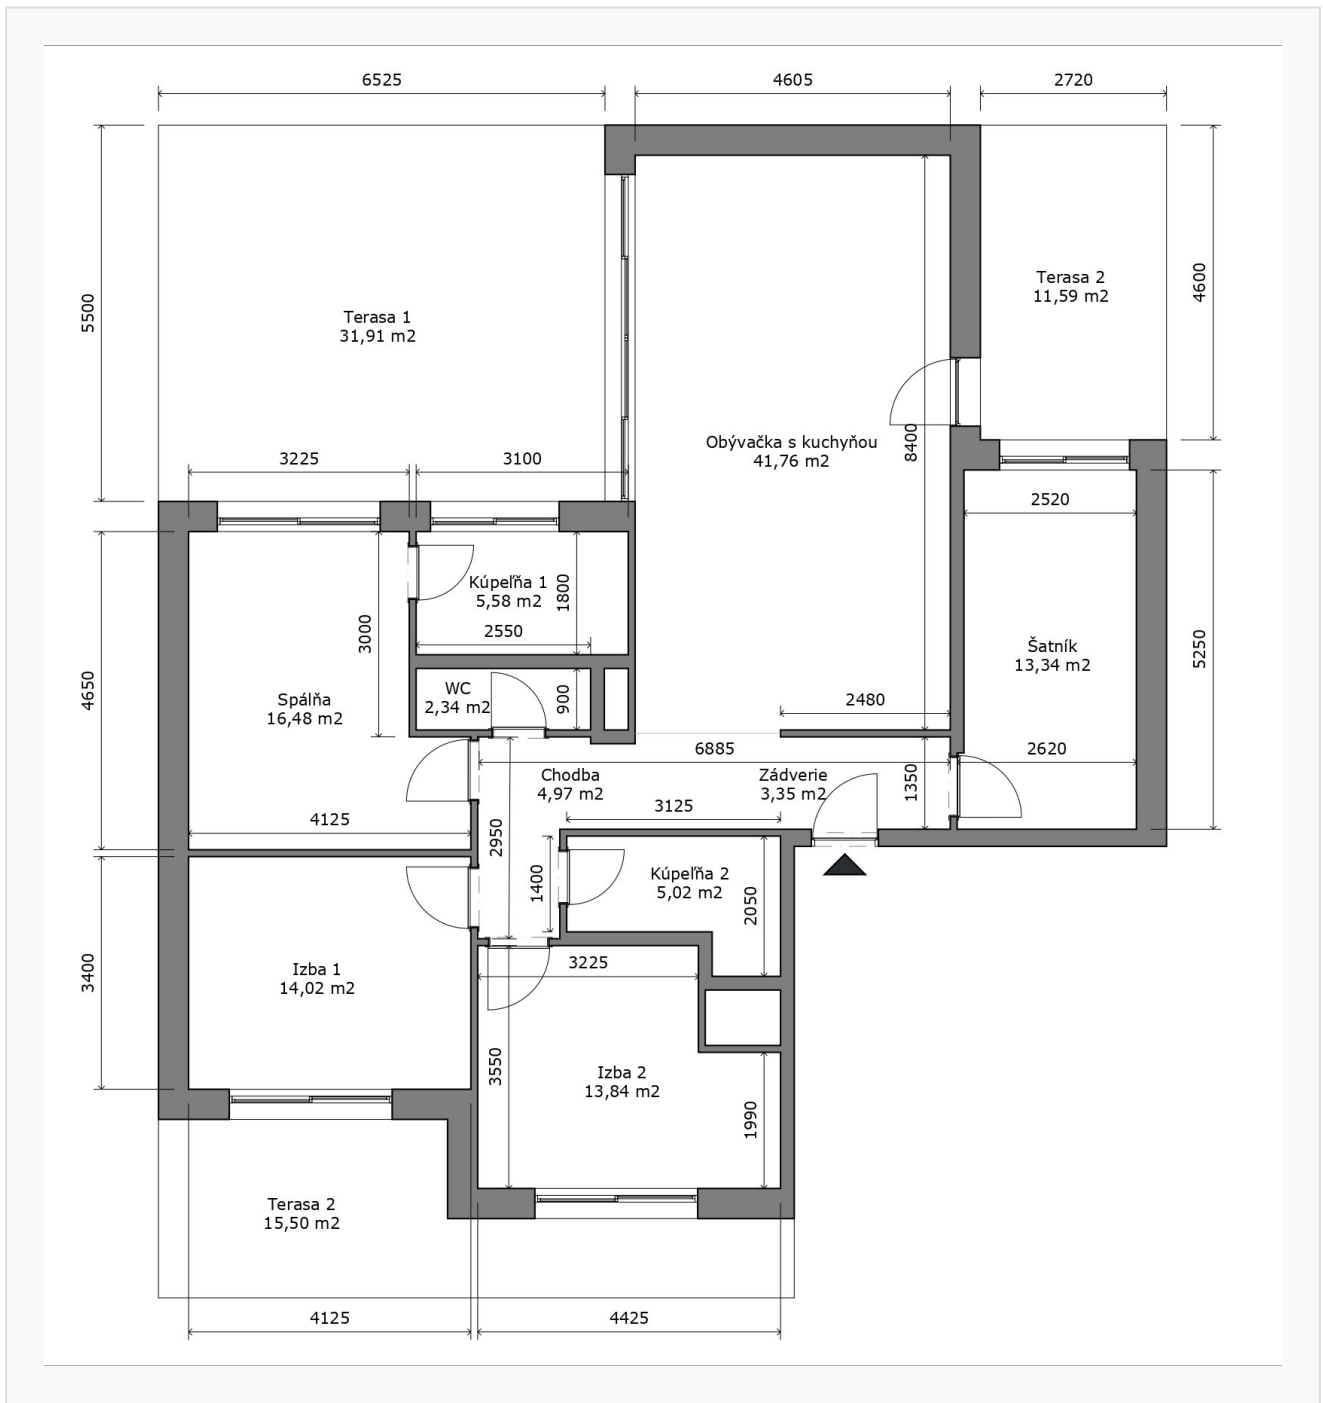 6525
4605
2720
5500
4600
Terasa 2
11,59 m2
Terasa 1
31,91 m2
Obývačka s kuchyňou
41,76 m2
8400
3225
3100
2520
Kúpeľňa 1
5,58 m2
1800
2550
3000
4650
5250
Šatník
13,34 m2
WC
2,34 m2
900
Spálňa
16,48 m2
2480
6885
2620
Chodba
4,97 m2
Zádverie
3,35 m2
1350
3125
4125
2950
1400
Kúpeľňa 2
5,02 m2
2050
3400
Izba 1
14,02 m2
3225
3550
Izba 2
13,84 m2
1990
Terasa 2
15,50 m2
4125
4425